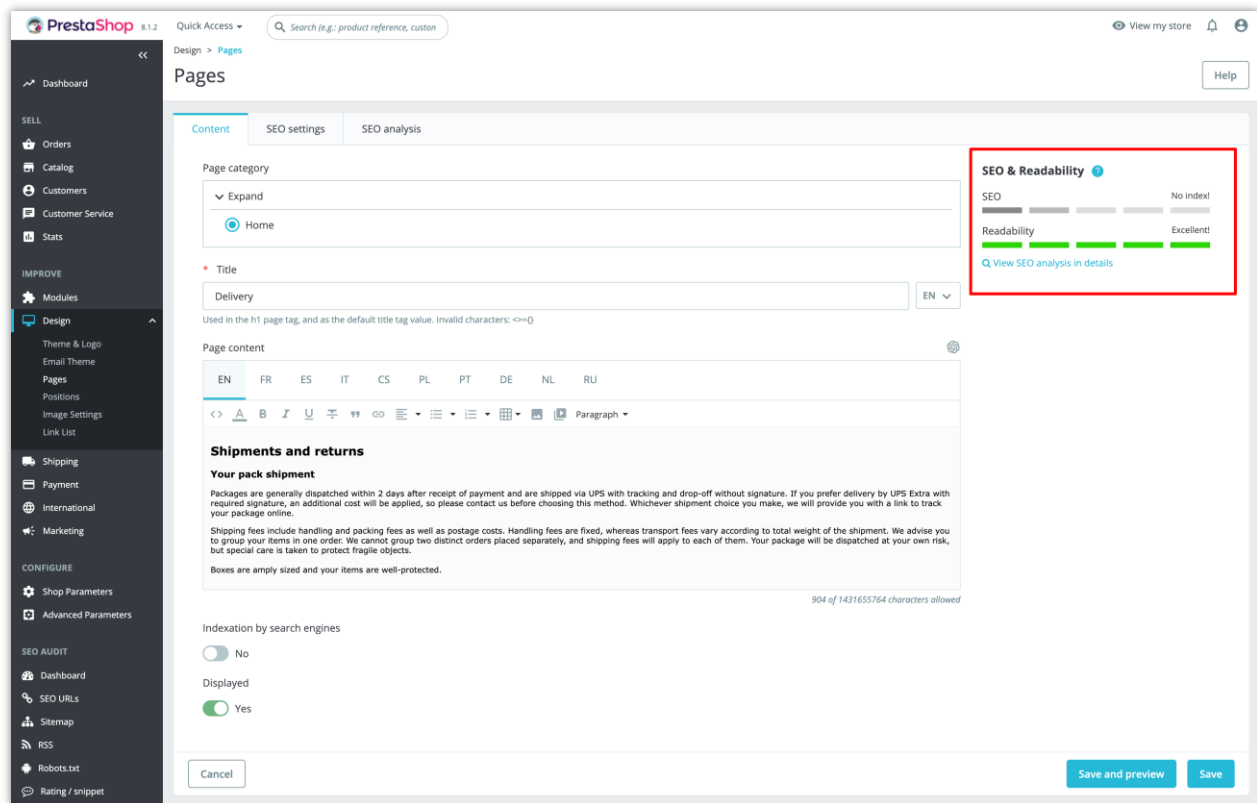 PrestaShop 8.1.2
Quick Access
Search (e.g.: product reference, custon
View my store
Design > Pages
Pages
Help
Dashboard
SELL
Orders
Catalog
Customers
Customer Service
Stats
IMPROVE
Modules
Design
Theme & Logo
Email Theme
Pages
Positions
Image Settings
Link List
Shipping
Payment
International
Marketing
CONFIGURE
Shop Parameters
Advanced Parameters
SEO AUDIT
Dashboard
SEO URLs
Sitemap
RSS
Robots.txt
Rating / snippet
Content SEO settings SEO analysis
Page category
Expand
Home
* Title
Delivery
EN
Used in the h1 page tag, and as the default title tag value. Invalid characters: <>={}
Page content
EN FR ES IT CS PL PT DE NL RU
<> A B I U T Paragraph
Shipments and returns
Your pack shipment
Packages are generally dispatched within 2 days after receipt of payment and are shipped via UPS with tracking and drop-off without signature. If you prefer delivery by UPS Extra with
required signature, an additional cost will be applied, so please contact us before choosing this method. Whichever shipment choice you make, we will provide you with a link to track
your package online.
Shipping fees include handling and packing fees as well as postage costs. Handling fees are fixed, whereas transport fees vary according to total weight of the shipment. We advise you
to group your items in one order. We cannot group two distinct orders placed separately, and shipping fees will apply to each of them. Your package will be dispatched at your own risk,
but special care is taken to protect fragile objects.
Boxes are amply sized and your items are well-protected.
904 of 1431655764 characters allowed
Indexation by search engines
No
Displayed
Yes
Cancel
Save and preview
Save
SEO & Readability ?
SEO No index!
Readability Excellent!
View SEO analysis in details